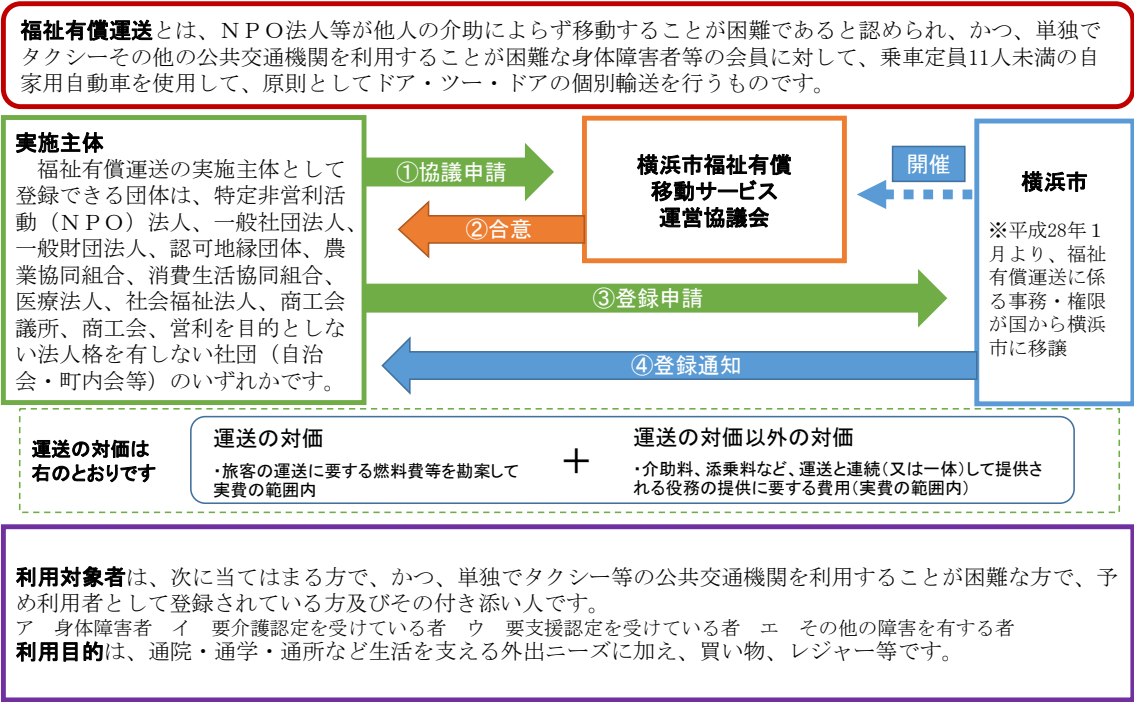 福祉有償運送とは、ＮＰＯ法人等が他人の介助によらず移動することが困難であると認められ、かつ、単独で
タクシーその他の公共交通機関を利用することが困難な身体障害者等の会員に対して、乗車定員11人未満の自
家用自動車を使用して、原則としてドア・ツー・ドアの個別輸送を行うものです。
実施主体
福祉有償運送の実施主体として
登録できる団体は、特定非営利活
動（ＮＰＯ）法人、一般社団法人、
一般財団法人、認可地縁団体、農
業協同組合、消費生活協同組合、
医療法人、社会福祉法人、商工会
議所、商工会、営利を目的としな
い法人格を有しない社団（自治
会・町内会等）のいずれかです。
①協議申請
②合意
横浜市福祉有償
移動サービス
運営協議会
開催
横浜市
※平成28年１
月より、福祉
有償運送に係
る事務・権限
が国から横浜
市に移譲
③登録申請
④登録通知
運送の対価は
右のとおりです
運送の対価
・旅客の運送に要する燃料費等を勘案して
実費の範囲内
＋
運送の対価以外の対価
・介助料、添乗料など、運送と連続（又は一体）して提供さ
れる役務の提供に要する費用（実費の範囲内）
利用対象者は、次に当てはまる方で、かつ、単独でタクシー等の公共交通機関を利用することが困難な方で、予
め利用者として登録されている方及びその付き添い人です。
ア　身体障害者　イ　要介護認定を受けている者　ウ　要支援認定を受けている者　エ　その他の障害を有する者
利用目的は、通院・通学・通所など生活を支える外出ニーズに加え、買い物、レジャー等です。